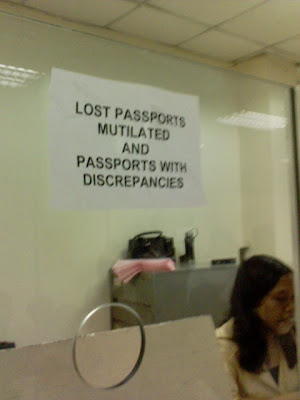 LOST PASSPORTS
MUTILATED
AND
PASSPORTS WITH
DISCREPANCIES